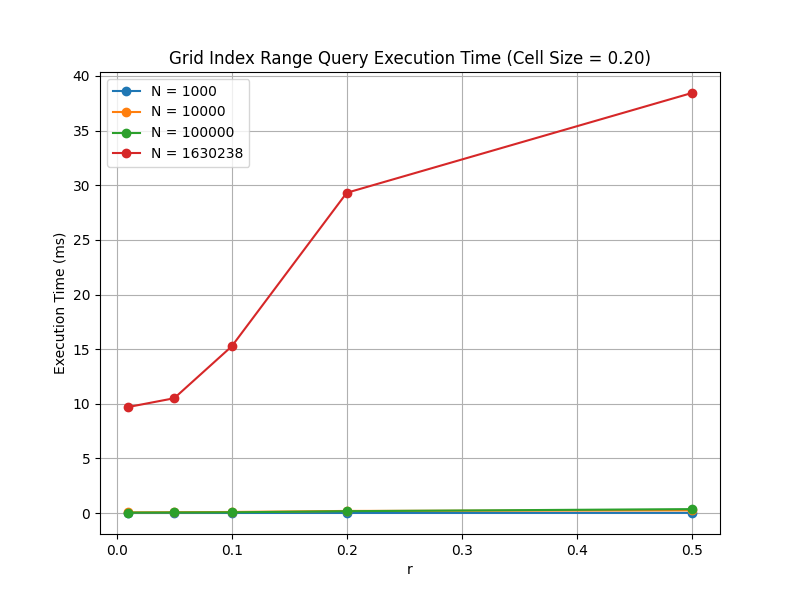 Grid Index Range Query Execution Time (Cell Size = 0.20)
N = 1000
N = 10000
N = 100000
N = 1630238
Execution Time (ms)
40
35
30
25
20
15
10
5
0
0.0 0.1 0.2 0.3 0.4 0.5
r